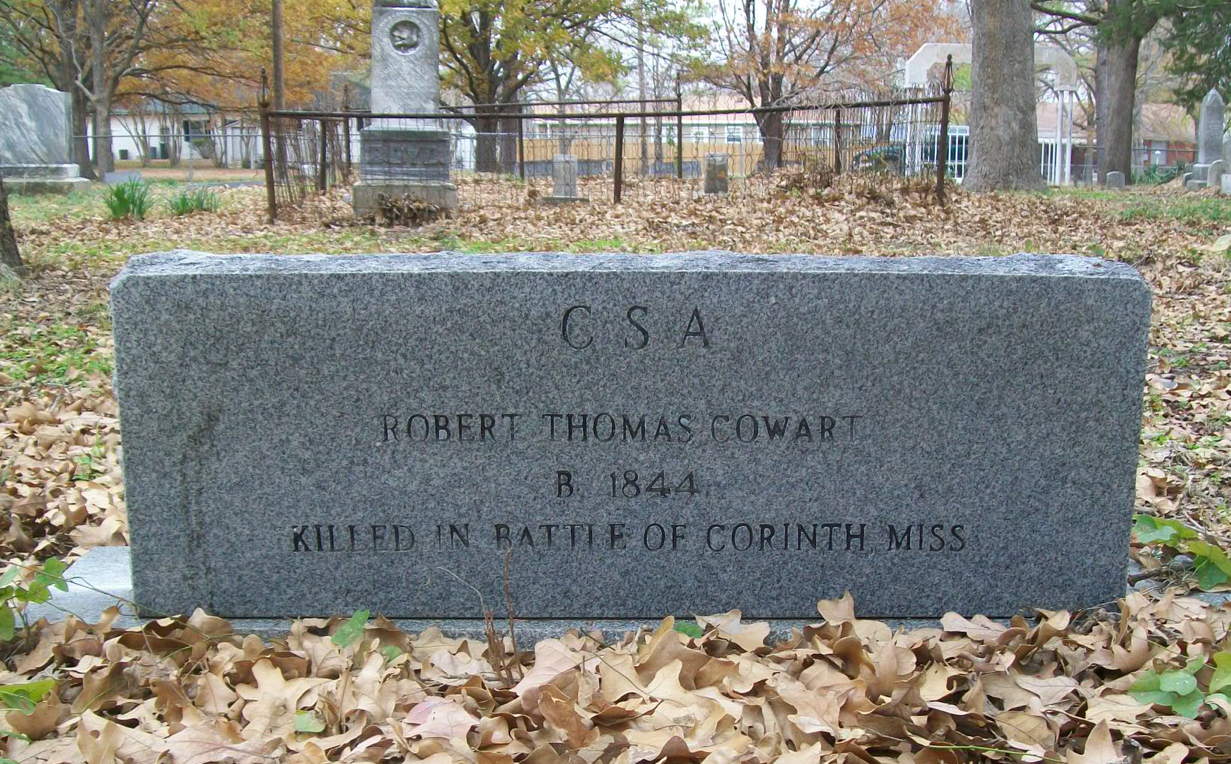 CSA
ROBERT THOMAS COWART
B. 1844
KILLED IN BATTLE OF CORINTH, MISS